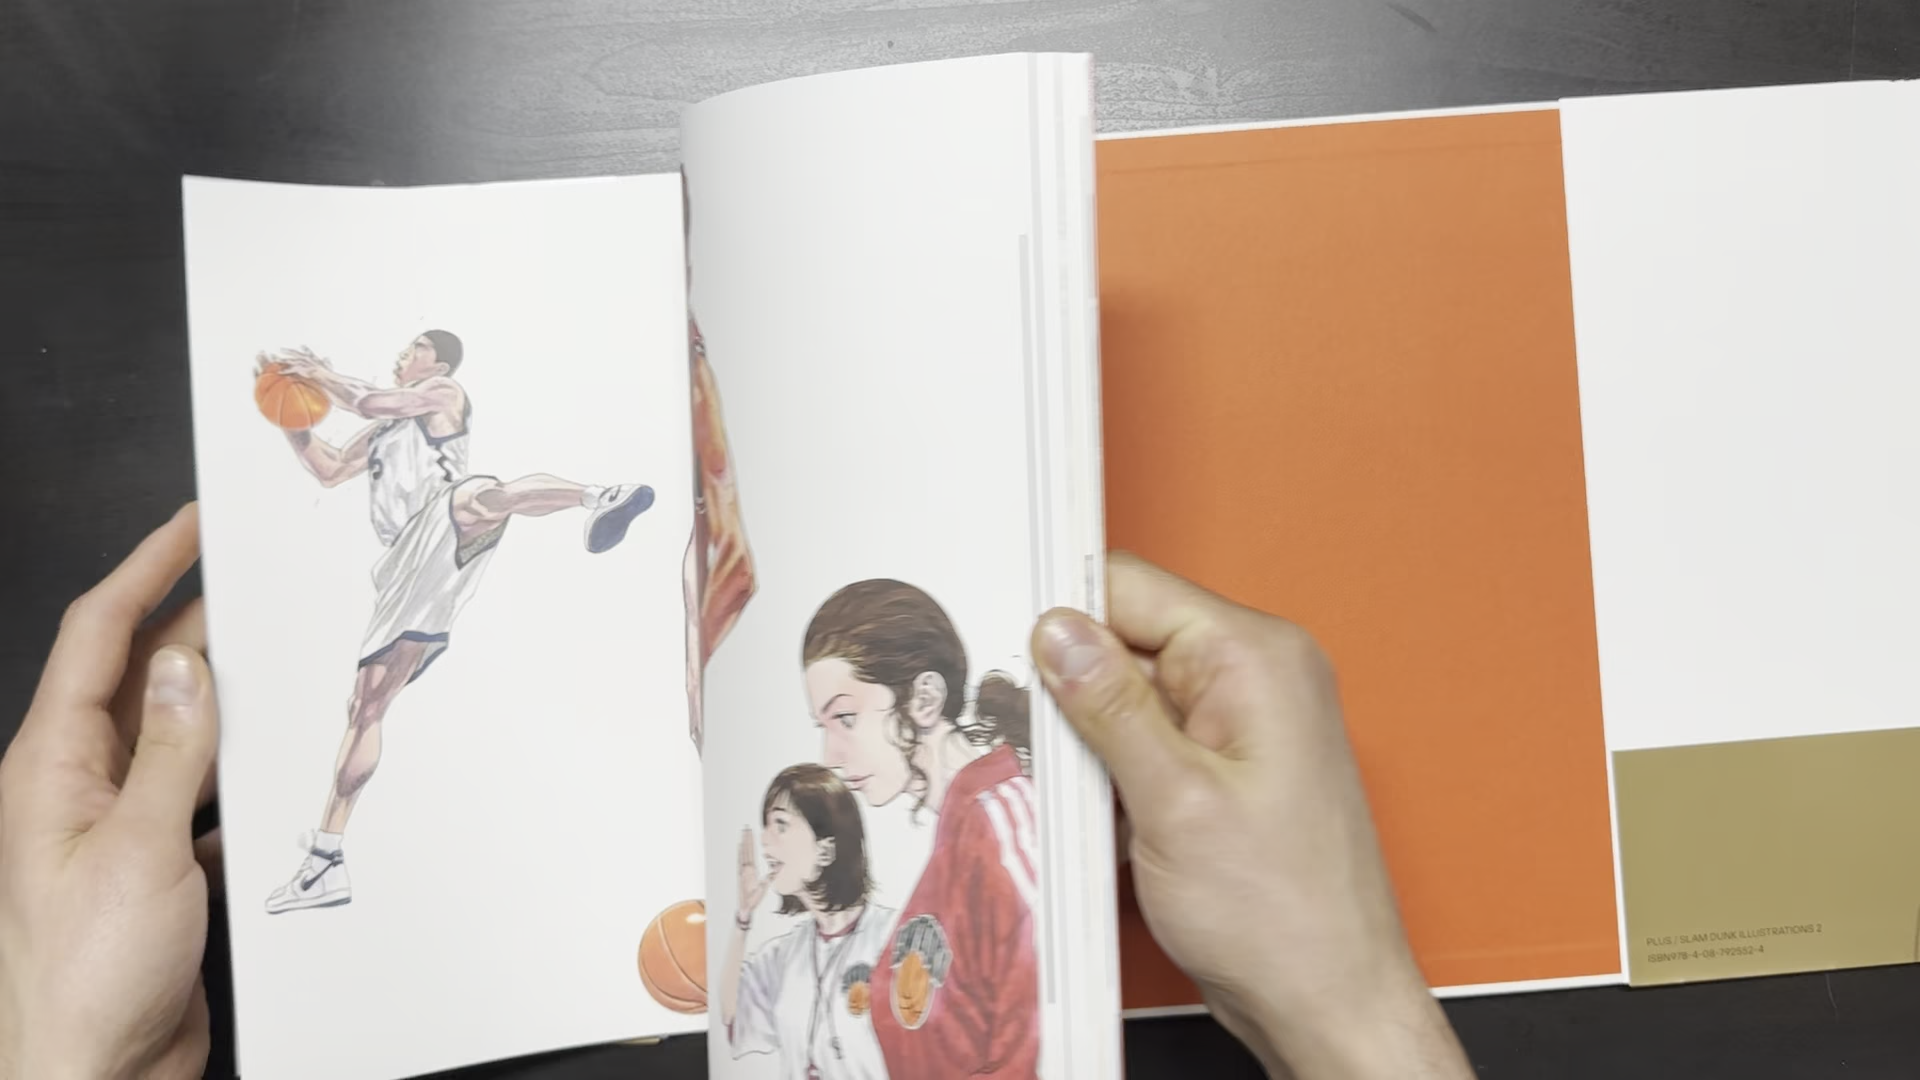 PLUS / SLAM DUNK ILLUSTRATIONS 2
ISBN978-4-08-792552-4